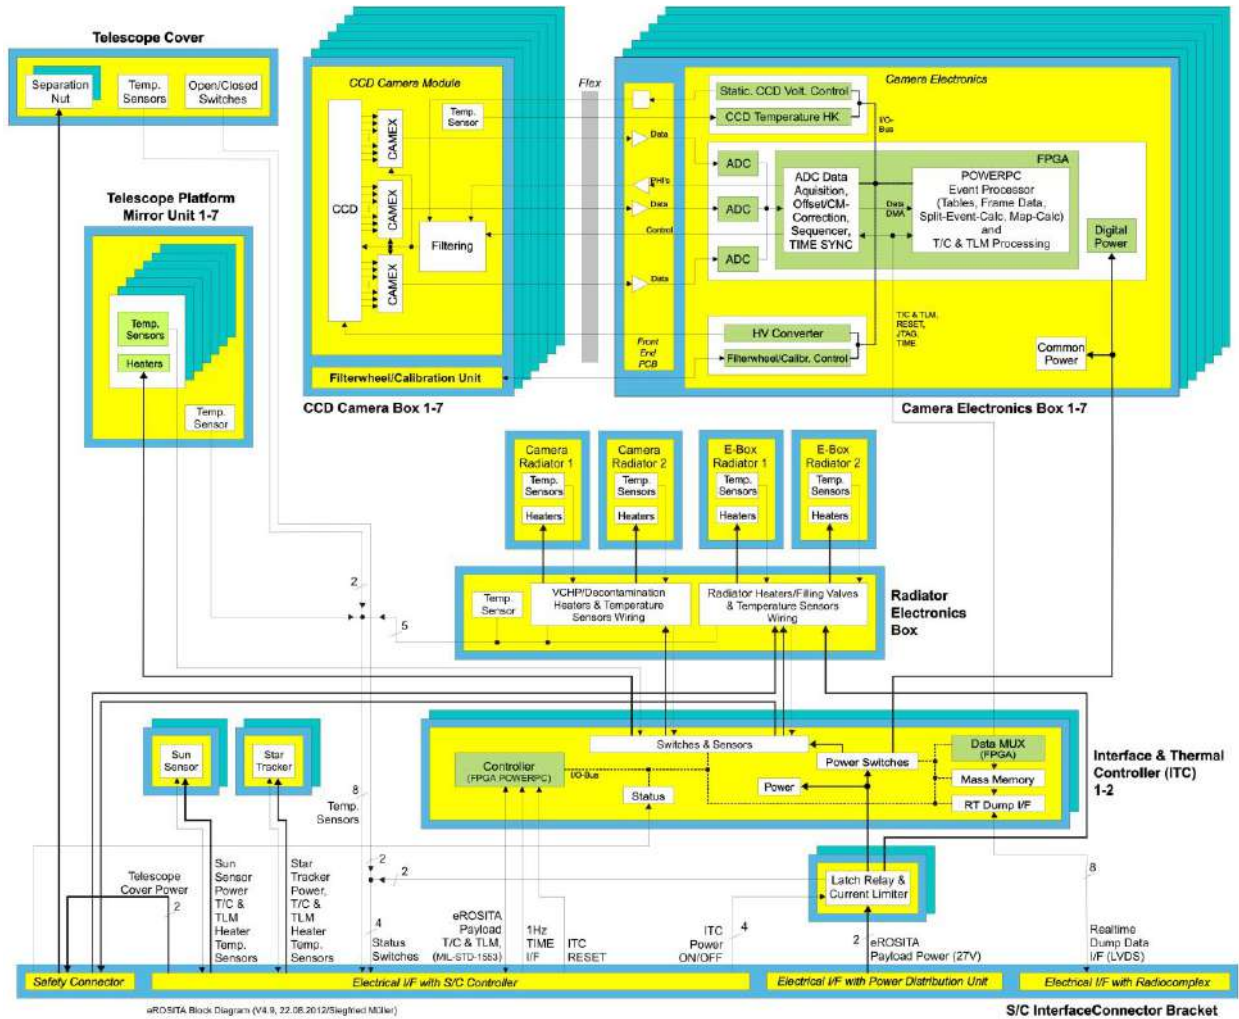 Telescope Cover
Separation
Nut
Temp.
Sensors
Open/Closed
Switches
Telescope Platform
Mirror Unit 1-7
Temp.
Sensors
Heaters
Temp.
Sensor
CCD Camera Module
CCD
CAMEX
CAMEX
CAMEX
Temp.
Sensor
Filtering
Filterwheel/Calibration Unit
CCD Camera Box 1-7
Flex
Camera Electronics
Static. CCD Volt. Control
CCD Temperature HK
I/O-
Bus
Data
PHI's
Data
Control
Data
ADC
ADC
ADC
FPGA
ADC Data
Aquisition,
Offset/CM-
Correction,
Sequencer,
TIME SYNC
Data
DMA
POWERPC
Event Processor
(Tables, Frame Data,
Split-Event-Calc, Map-Calc)
and
T/C & TLM Processing
Digital
Power
HV Converter
Filterwheel/Calibr. Control
T/C & TLM,
RESET,
JTAG,
TIME
Common
Power
Front
End
PCB
Camera Electronics Box 1-7
Camera
Radiator 1
Temp.
Sensors
Heaters
Camera
Radiator 2
Temp.
Sensors
Heaters
E-Box
Radiator 1
Temp.
Sensors
Heaters
E-Box
Radiator 2
Temp.
Sensors
Heaters
Temp.
Sensor
VCHP/Decontamination
Heaters & Temperature
Sensors Wiring
Radiator Heaters/Filling Valves
& Temperature Sensors
Wiring
Radiator
Electronics
Box
2
5
Sun
Sensor
Star
Tracker
8
Temp.
Sensors
Controller
(FPGA POWERPC)
I/O-Bus
Switches & Sensors
Status
Power
Power Switches
Data MUX
(FPGA)
Mass Memory
RT Dump I/F
Interface & Thermal
Controller (ITC)
1-2
2
2
Latch Relay &
Current Limiter
8
Telescope
Cover Power
2
Sun
Sensor
Power
T/C &
TLM
Heater
Temp.
Sensors
Star
Tracker
Power,
T/C &
TLM
Heater
Temp.
Sensors
4
Status
Switches
eROSITA
Payload
T/C & TLM,
(MIL-STD-1553)
1Hz
TIME
I/F
ITC
RESET
ITC
Power
ON/OFF
4
2
eROSITA
Payload Power (27V)
Realtime
Dump Data
I/F (LVDS)
Safety Connector
Electrical I/F with S/C Controller
Electrical I/F with Power Distribution Unit
Electrical I/F with Radiocomplex
eROSITA Block Diagram (V4.9, 22.08.2012/Siegfried Müller)
S/C InterfaceConnector Bracket